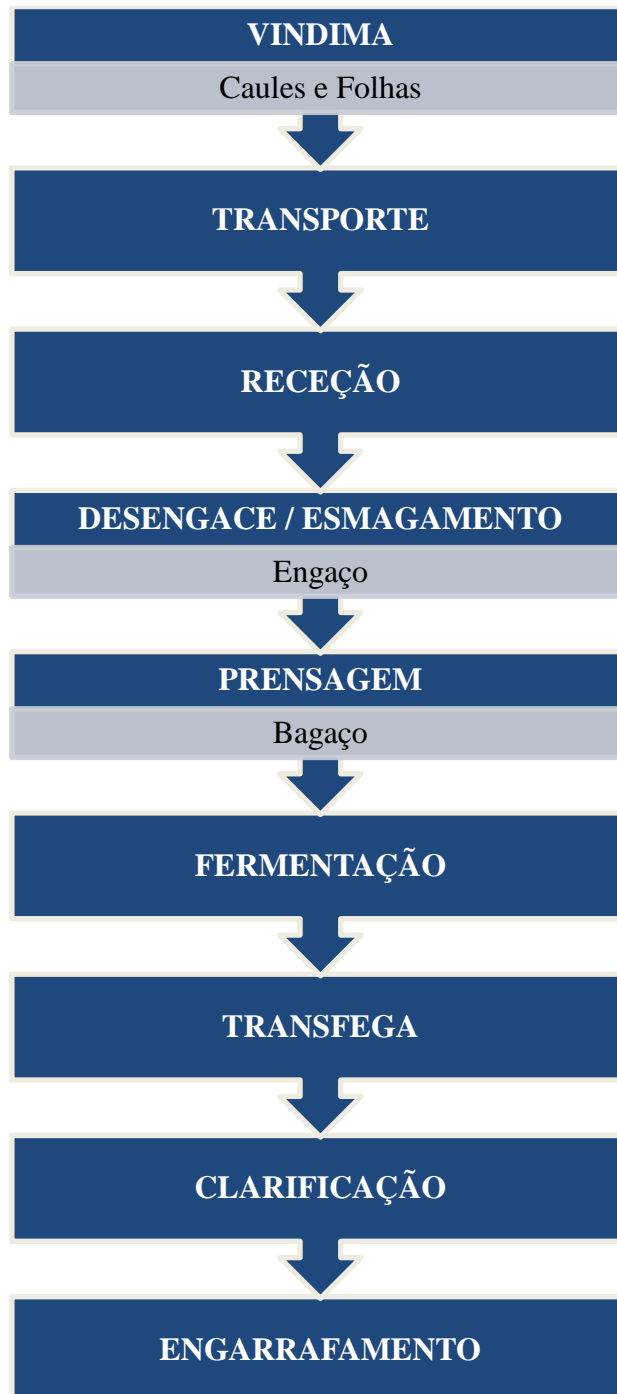 VINDIMA
Caules e Folhas
TRANSPORTE
RECEÇÃO
DESENGACE / ESMAGAMENTO
Engaço
PRENSAGEM
Bagaço
FERMENTAÇÃO
TRANSFEGA
CLARIFICAÇÃO
ENGARRAFAMENTO